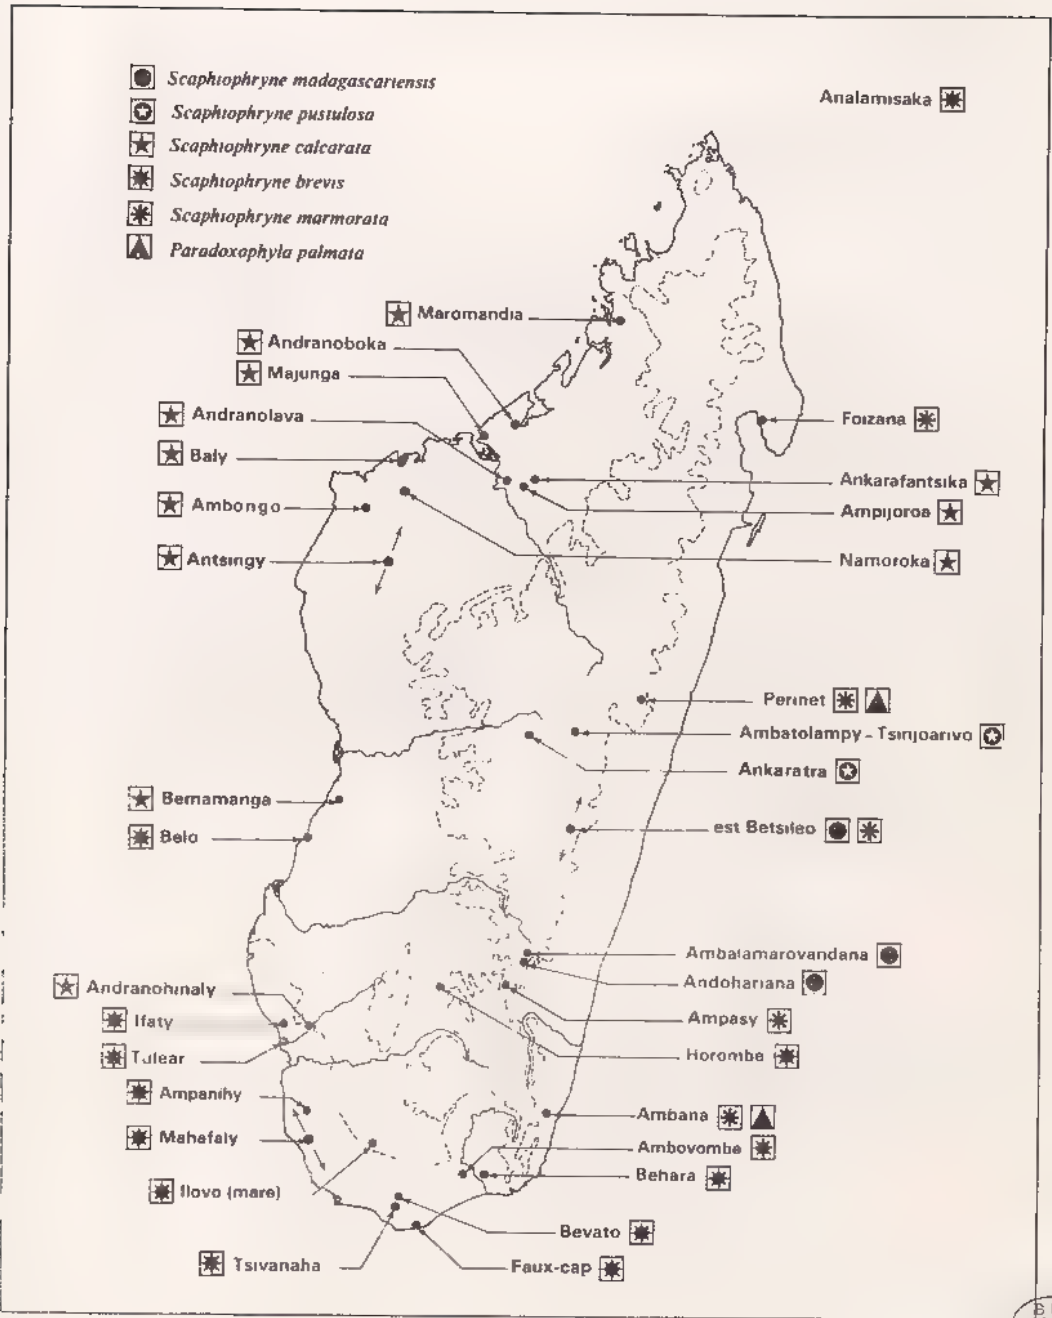 Scaphiophryne madagascariensis
Scaphiophryne pustulosa
Scaphiophryne calcarata
Scaphiophryne brevis
Scaphiophryne marmorata
Paradoxophyla palmata
Analamisaka
Maromandia
Andranoboka
Majunga
Andranolava
Foizana
Baly
Ankarafantsika
Ambongo
Ampijoroa
Antsingy
Namoroka
Perinet
Ambatolampy - Tsinjoarivo
Ankaratra
Bemamanga
est Betsileo
Belo
Ambalamarovandana
Andohariana
Andranohinaly
Ifaty
Ampasy
Tulear
Horombe
Ampanihy
Ambana
Mahafaly
Ambovombe
Behara
Ilovo (mare)
Bevato
Tsivanaha
Faux-cap